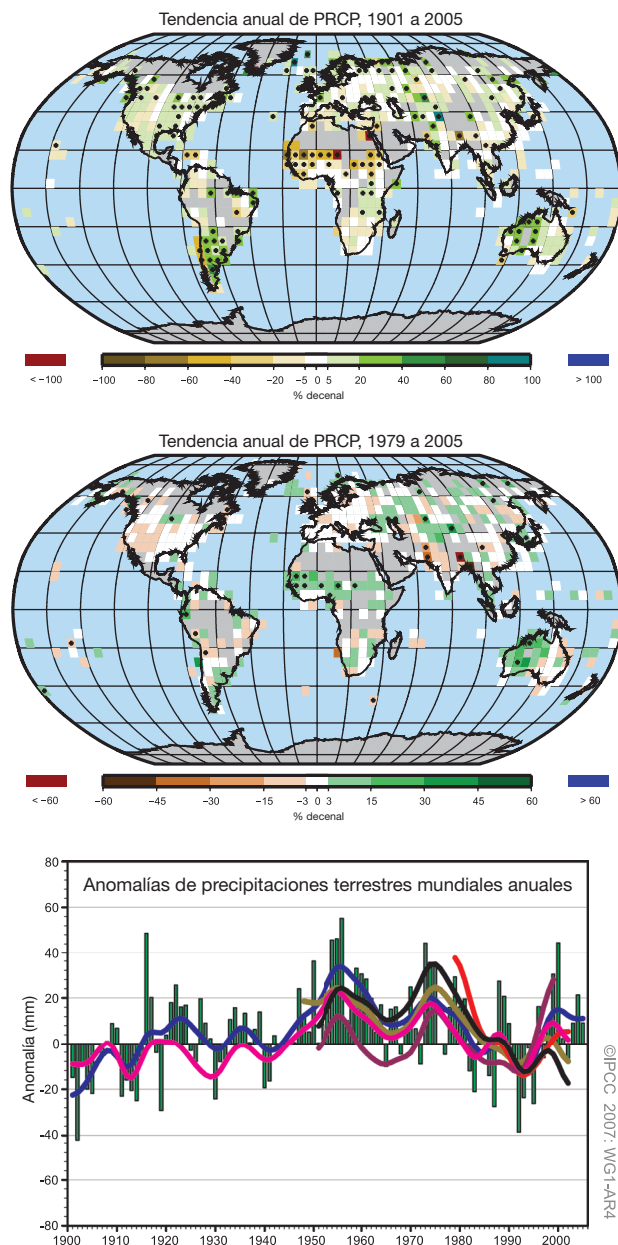 Tendencia anual de PRCP, 1901 a 2005
< −100
−100 −80 −60 −40 −20 −5 0 5 20 40 60 80 100
> 100
% decenal
Tendencia anual de PRCP, 1979 a 2005
< −60
−60 −45 −30 −15 −3 0 3 15 30 45 60
> 60
% decenal
Anomalías de precipitaciones terrestres mundiales anuales
Anomalía (mm)
80
60
40
20
0
−20
−40
−60
−80
1900 1910 1920 1930 1940 1950 1960 1970 1980 1990 2000
©IPCC 2007: WG1-AR4